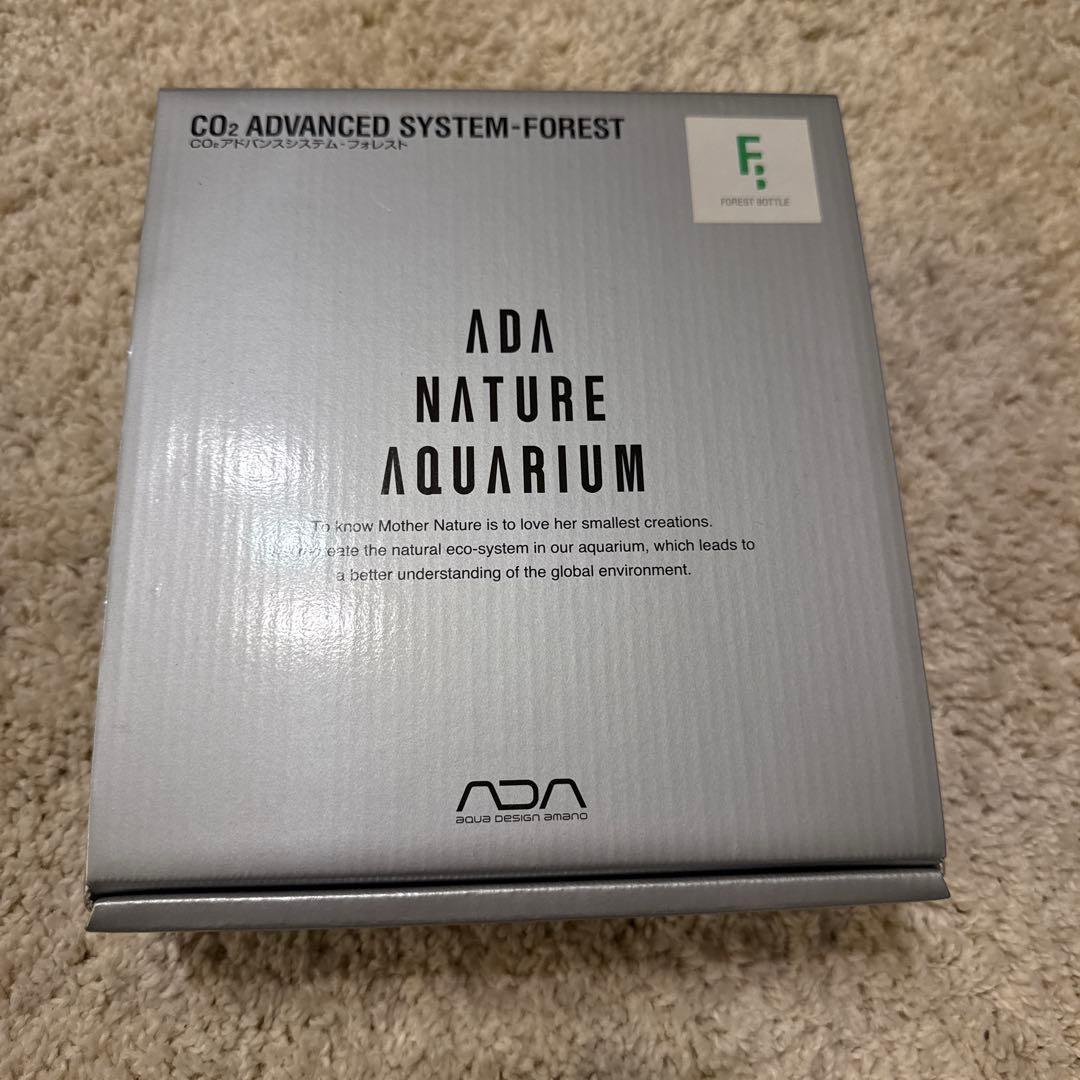 CO₂ ADVANCED SYSTEM-FOREST
CO₂アドバンスシステム-フォレスト
F
FOREST BOTTLE
ADA
NATURE
AQUARIUM
To know Mother Nature is to love her smallest creations.
the natural eco-system in our aquarium, which leads to
a better understanding of the global environment.
ADA
aqua Design amano